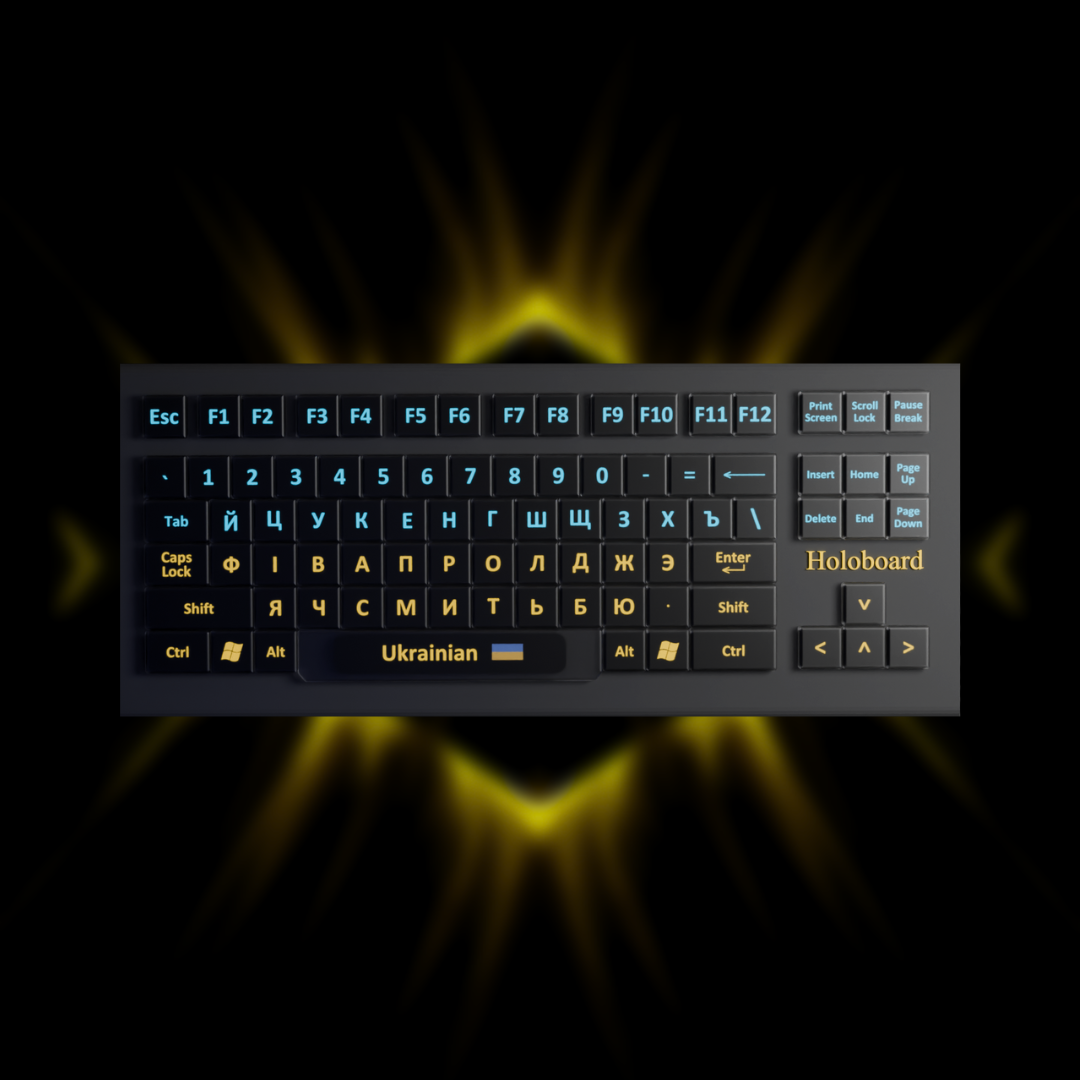 Esc F1 F2 F3 F4 F5 F6 F7 F8 F9 F10 F11 F12 Print Screen Scroll Lock Pause Break
` 1 2 3 4 5 6 7 8 9 0 - = ← Insert Home Page Up
Tab Й Ц У К Е Н Г Ш Щ З Х Ъ \ Delete End Page Down
Caps Lock Ф І В А П Р О Л Д Ж Э Enter ↵ Holoboard
Shift Я Ч С М И Т Ь Б Ю . Shift v
Ctrl Alt Ukrainian Alt Ctrl < ʌ >